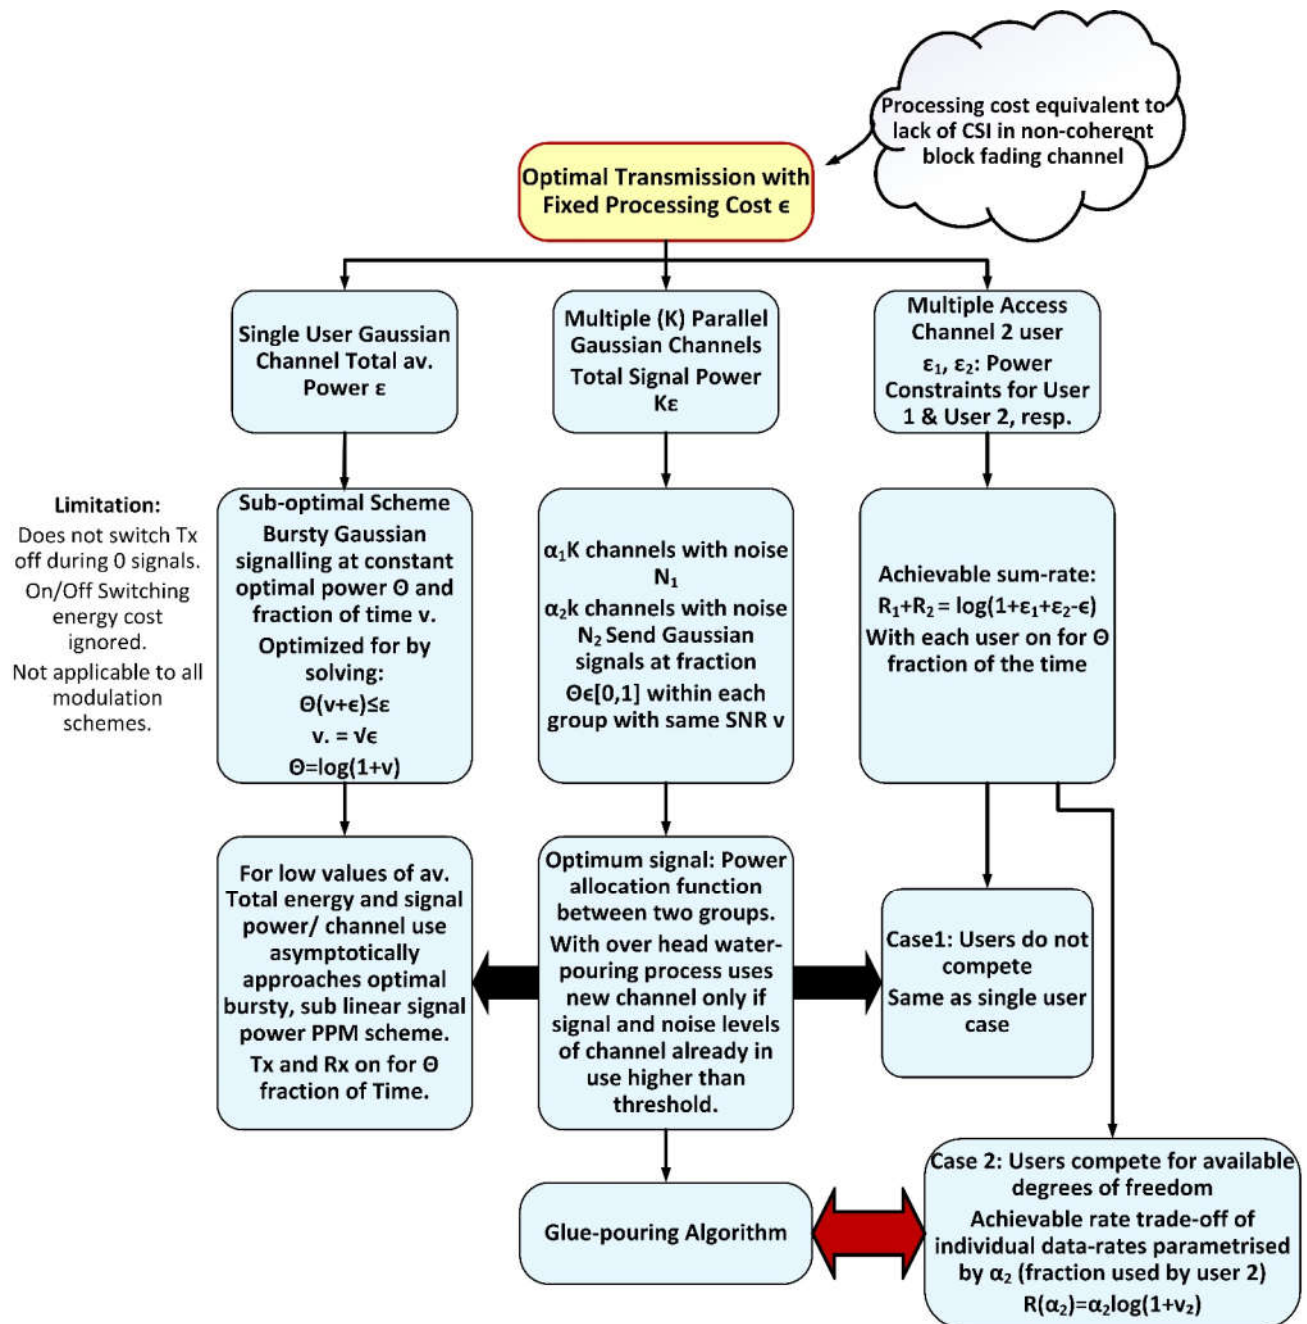 Processing cost equivalent to
lack of CSI in non-coherent
block fading channel
Optimal Transmission with
Fixed Processing Cost ϵ
Single User Gaussian
Channel Total av.
Power ε
Multiple (K) Parallel
Gaussian Channels
Total Signal Power
Kε
Multiple Access
Channel 2 user
ε₁, ε₂: Power
Constraints for User
1 & User 2, resp.
Limitation:
Does not switch Tx
off during 0 signals.
On/Off Switching
energy cost
ignored.
Not applicable to all
modulation
schemes.
Sub-optimal Scheme
Bursty Gaussian
signalling at constant
optimal power Θ and
fraction of time v.
Optimized for by
solving:
Θ(v+ϵ)≤ε
v. = √ϵ
Θ=log(1+v)
α₁K channels with noise
N₁
α₂k channels with noise
N₂ Send Gaussian
signals at fraction
Θϵ[0,1] within each
group with same SNR v
Achievable sum-rate:
R₁+R₂ = log(1+ε₁+ε₂-ϵ)
With each user on for Θ
fraction of the time
For low values of av.
Total energy and signal
power/ channel use
asymptotically
approaches optimal
bursty, sub linear signal
power PPM scheme.
Tx and Rx on for Θ
fraction of Time.
Optimum signal: Power
allocation function
between two groups.
With over head water-
pouring process uses
new channel only if
signal and noise levels
of channel already in
use higher than
threshold.
Case1: Users do not
compete
Same as single user
case
Glue-pouring Algorithm
Case 2: Users compete for available
degrees of freedom
Achievable rate trade-off of
individual data-rates parametrised
by α₂ (fraction used by user 2)
R(α₂)=α₂log(1+v₂)